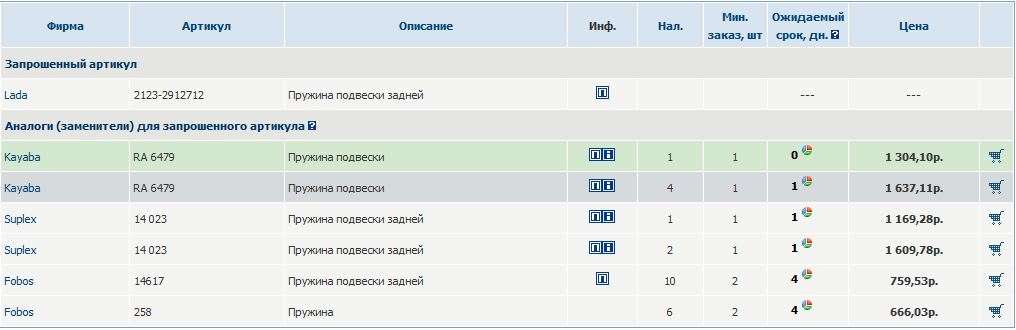 Фирма Артикул Описание Инф. Нал. Мин. заказ, шт Ожидаемый срок, дн. ? Цена
Запрошенный артикул
Lada 2123-2912712 Пружина подвески задней --- ---
Аналоги (заменители) для запрошенного артикула ?
Kayaba RA 6479 Пружина подвески 1 1 0 1 304,10р.
Kayaba RA 6479 Пружина подвески 4 1 1 1 637,11р.
Suplex 14 023 Пружина подвески задней 1 1 1 1 169,28р.
Suplex 14 023 Пружина подвески задней 2 1 1 1 609,78р.
Fobos 14617 Пружина подвески задней 10 2 4 759,53р.
Fobos 258 Пружина 6 2 4 666,03р.